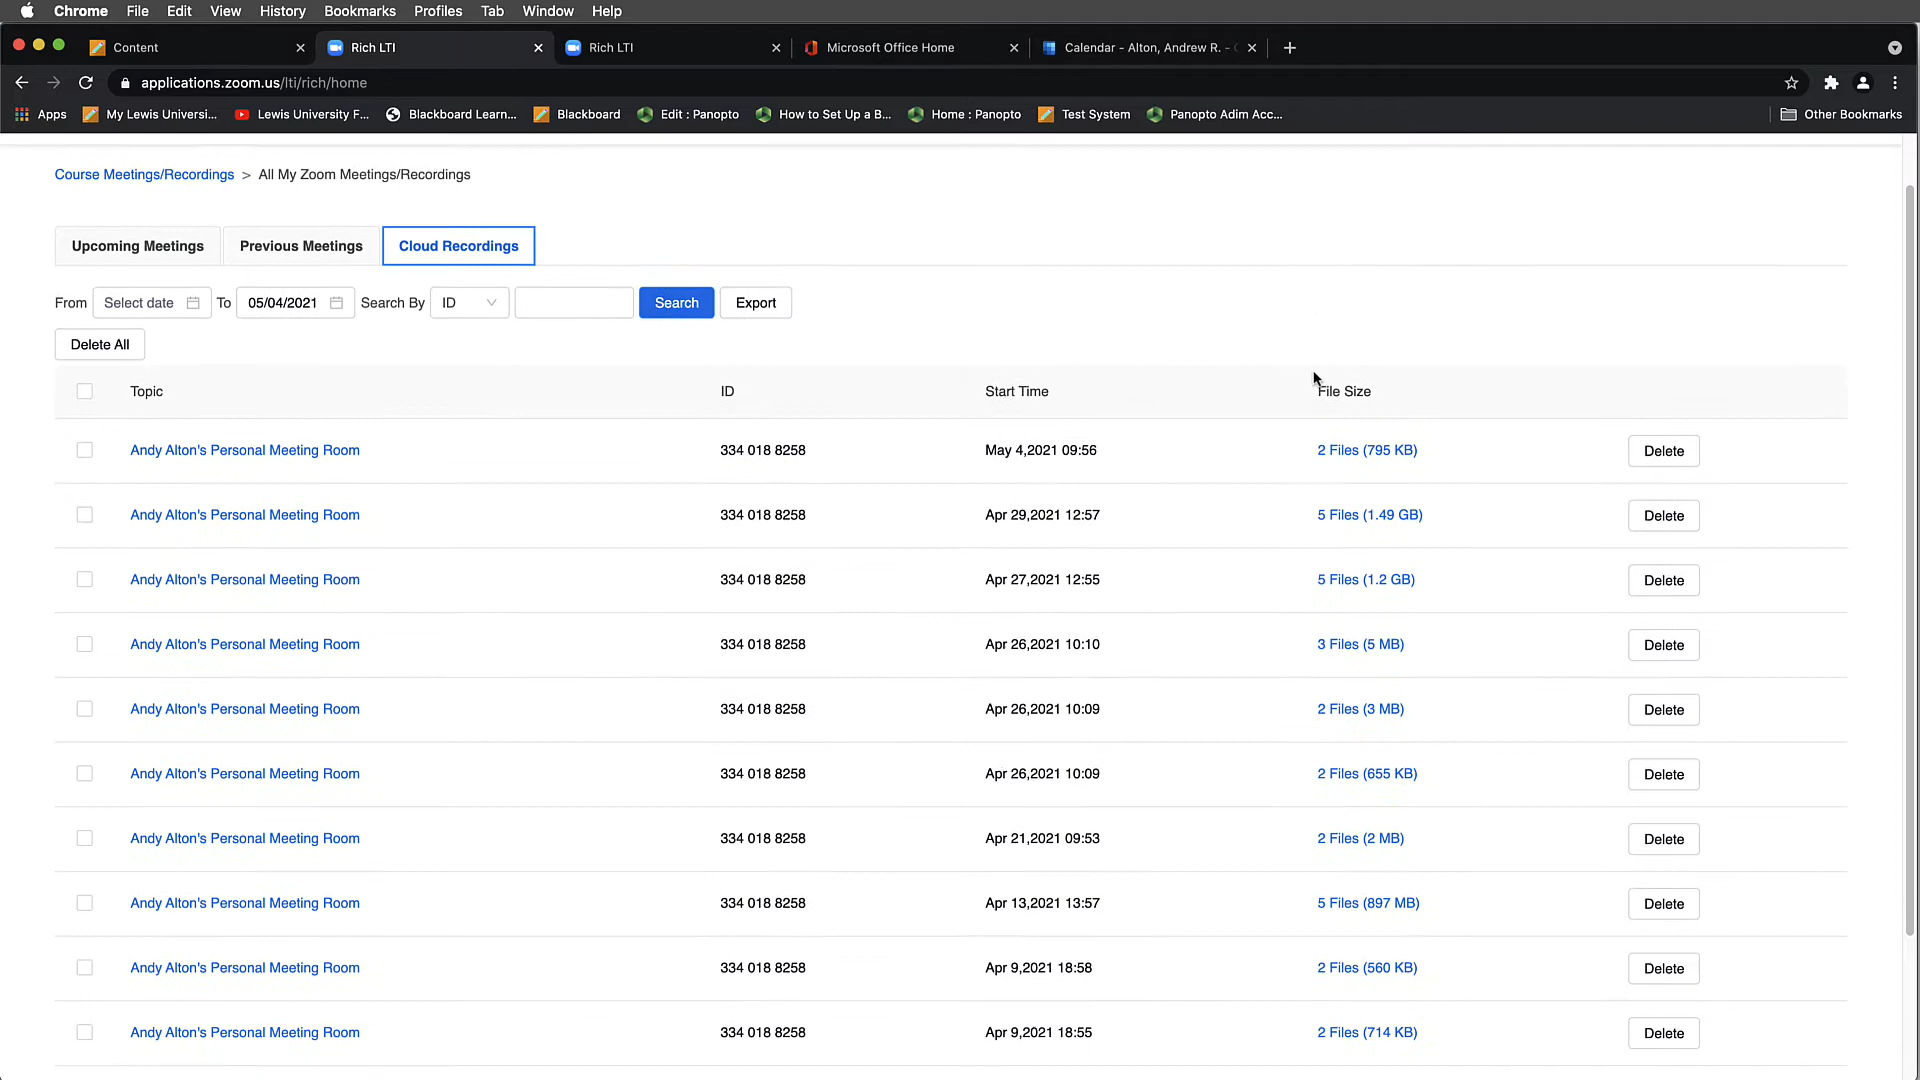 Chrome File Edit View History Bookmarks Profiles Tab Window Help
Content Rich LTI Rich LTI Microsoft Office Home Calendar - Alton, Andrew R. -
applications.zoom.us/lti/rich/home
Apps My Lewis Universi... Lewis University F... Blackboard Learn... Blackboard Edit : Panopto How to Set Up a B... Home : Panopto Test System Panopto Adim Acc... Other Bookmarks
Course Meetings/Recordings > All My Zoom Meetings/Recordings
Upcoming Meetings Previous Meetings Cloud Recordings
From Select date To 05/04/2021 Search By ID Search Export
Delete All
Topic ID Start Time File Size
Andy Alton's Personal Meeting Room 334 018 8258 May 4,2021 09:56 2 Files (795 KB) Delete
Andy Alton's Personal Meeting Room 334 018 8258 Apr 29,2021 12:57 5 Files (1.49 GB) Delete
Andy Alton's Personal Meeting Room 334 018 8258 Apr 27,2021 12:55 5 Files (1.2 GB) Delete
Andy Alton's Personal Meeting Room 334 018 8258 Apr 26,2021 10:10 3 Files (5 MB) Delete
Andy Alton's Personal Meeting Room 334 018 8258 Apr 26,2021 10:09 2 Files (3 MB) Delete
Andy Alton's Personal Meeting Room 334 018 8258 Apr 26,2021 10:09 2 Files (655 KB) Delete
Andy Alton's Personal Meeting Room 334 018 8258 Apr 21,2021 09:53 2 Files (2 MB) Delete
Andy Alton's Personal Meeting Room 334 018 8258 Apr 13,2021 13:57 5 Files (897 MB) Delete
Andy Alton's Personal Meeting Room 334 018 8258 Apr 9,2021 18:58 2 Files (560 KB) Delete
Andy Alton's Personal Meeting Room 334 018 8258 Apr 9,2021 18:55 2 Files (714 KB) Delete